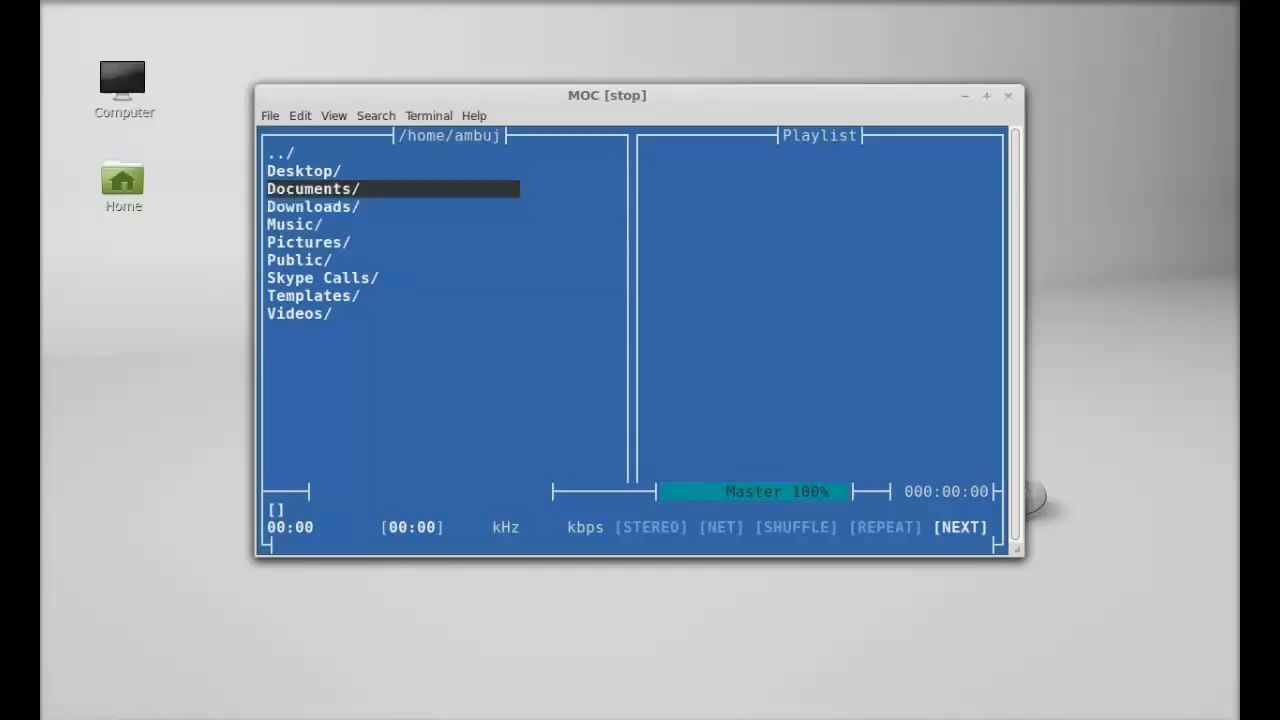 Computer
Home
MOC [stop]
File Edit View Search Terminal Help
/home/ambuj
Playlist
../
Desktop/
Documents/
Downloads/
Music/
Pictures/
Public/
Skype Calls/
Templates/
Videos/
Master 100% 000:00:00
[]
00:00 [00:00] kHz kbps [STEREO] [NET] [SHUFFLE] [REPEAT] [NEXT]